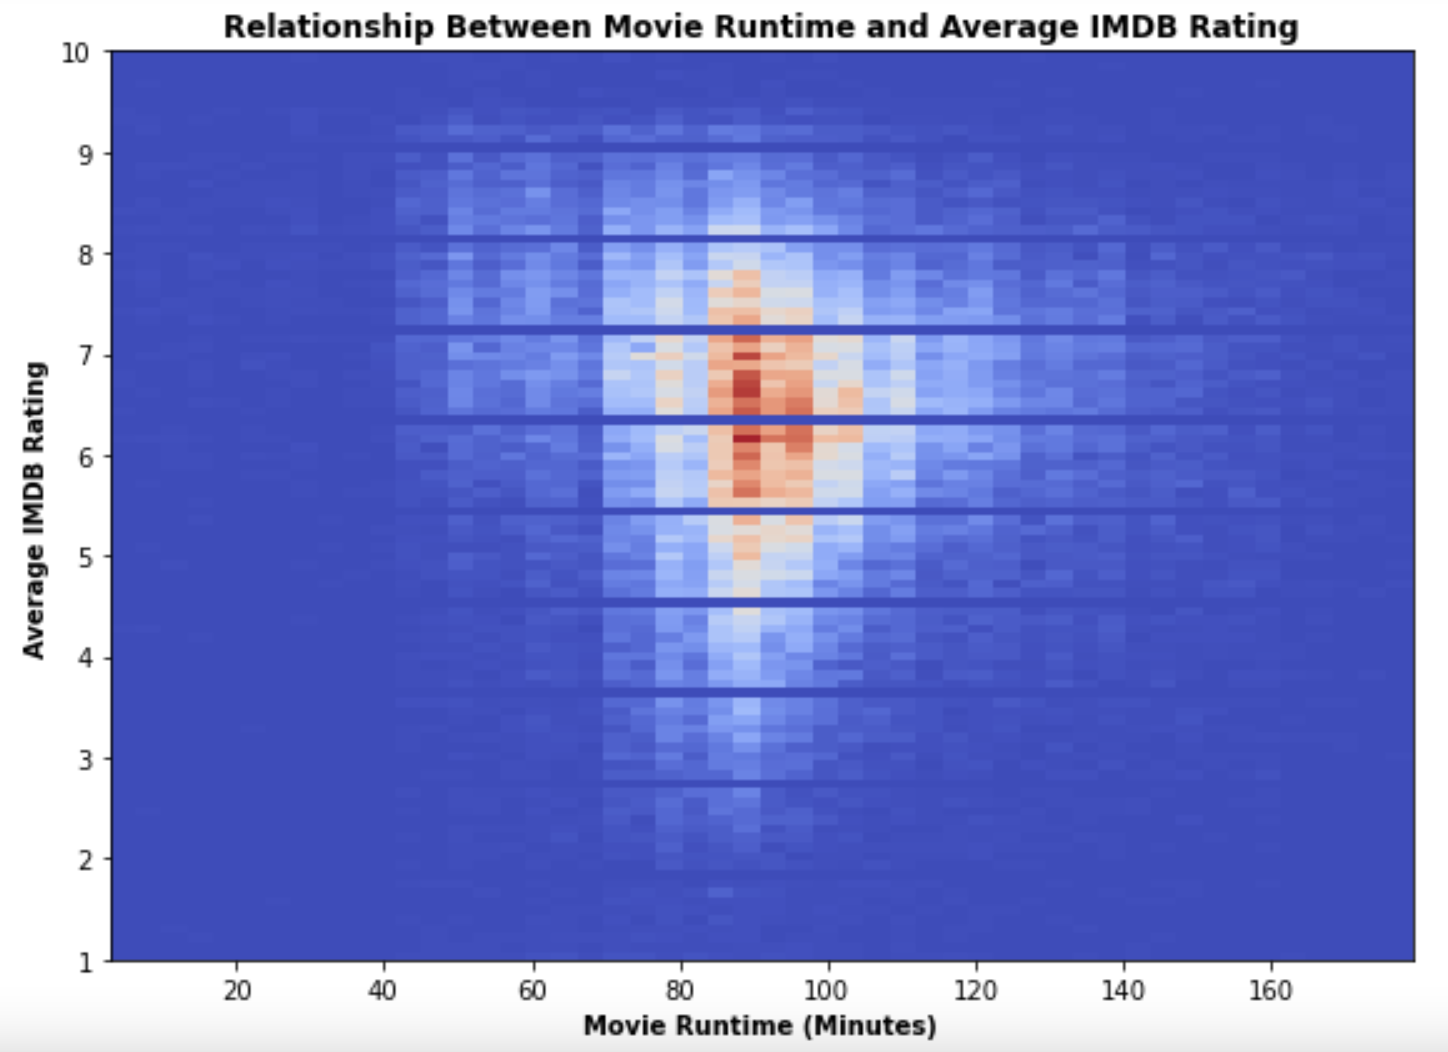 Relationship Between Movie Runtime and Average IMDB Rating
10
9
8
7
6
5
4
3
2
1
Average IMDB Rating
20 40 60 80 100 120 140 160
Movie Runtime (Minutes)